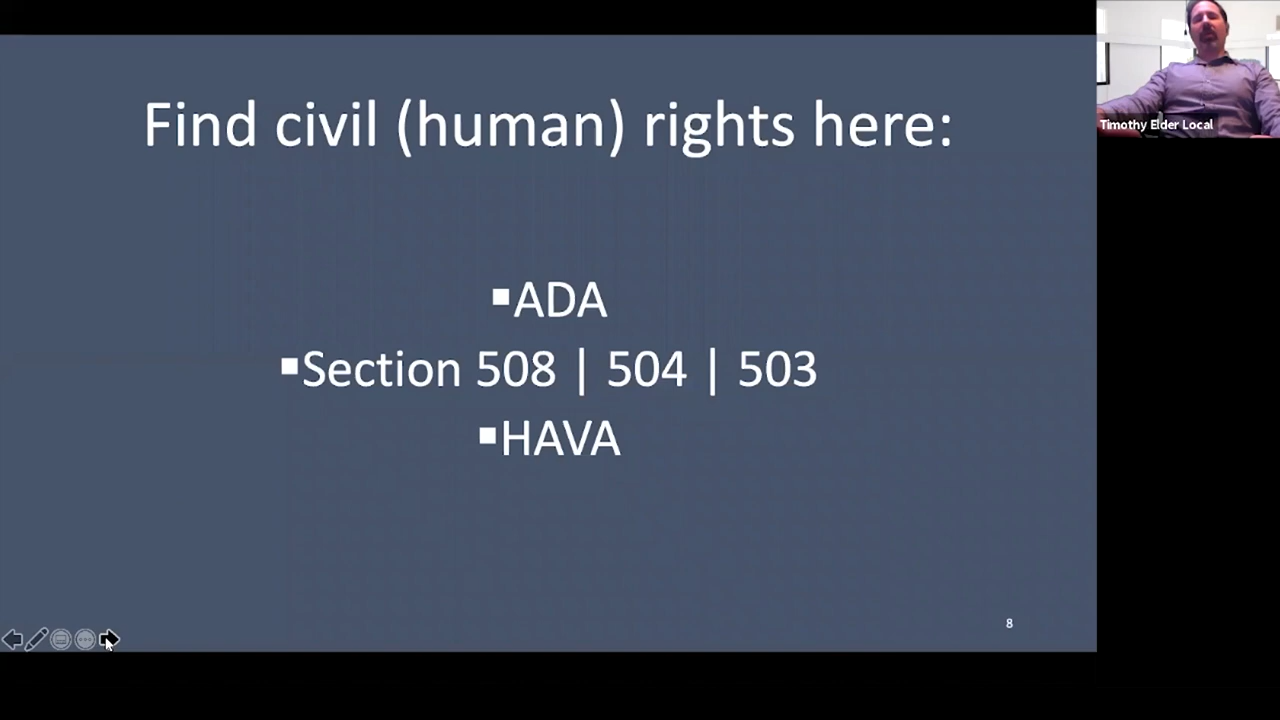 Find civil (human) rights here:
▪ADA
▪Section 508 | 504 | 503
▪HAVA
8
Timothy Elder Local